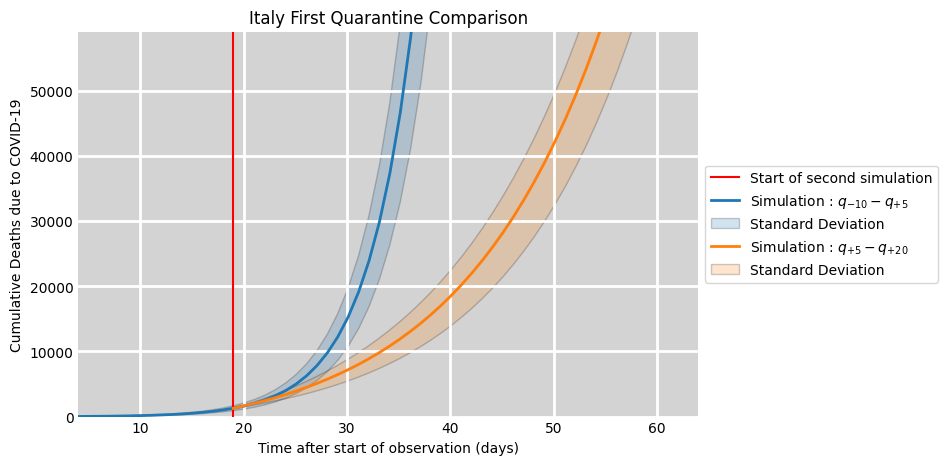 Italy First Quarantine Comparison
Cumulative Deaths due to COVID-19
50000
40000
30000
20000
10000
0
10 20 30 40 50 60
Time after start of observation (days)
Start of second simulation
Simulation : q₋₁₀ − q₊₅
Standard Deviation
Simulation : q₊₅ − q₊₂₀
Standard Deviation